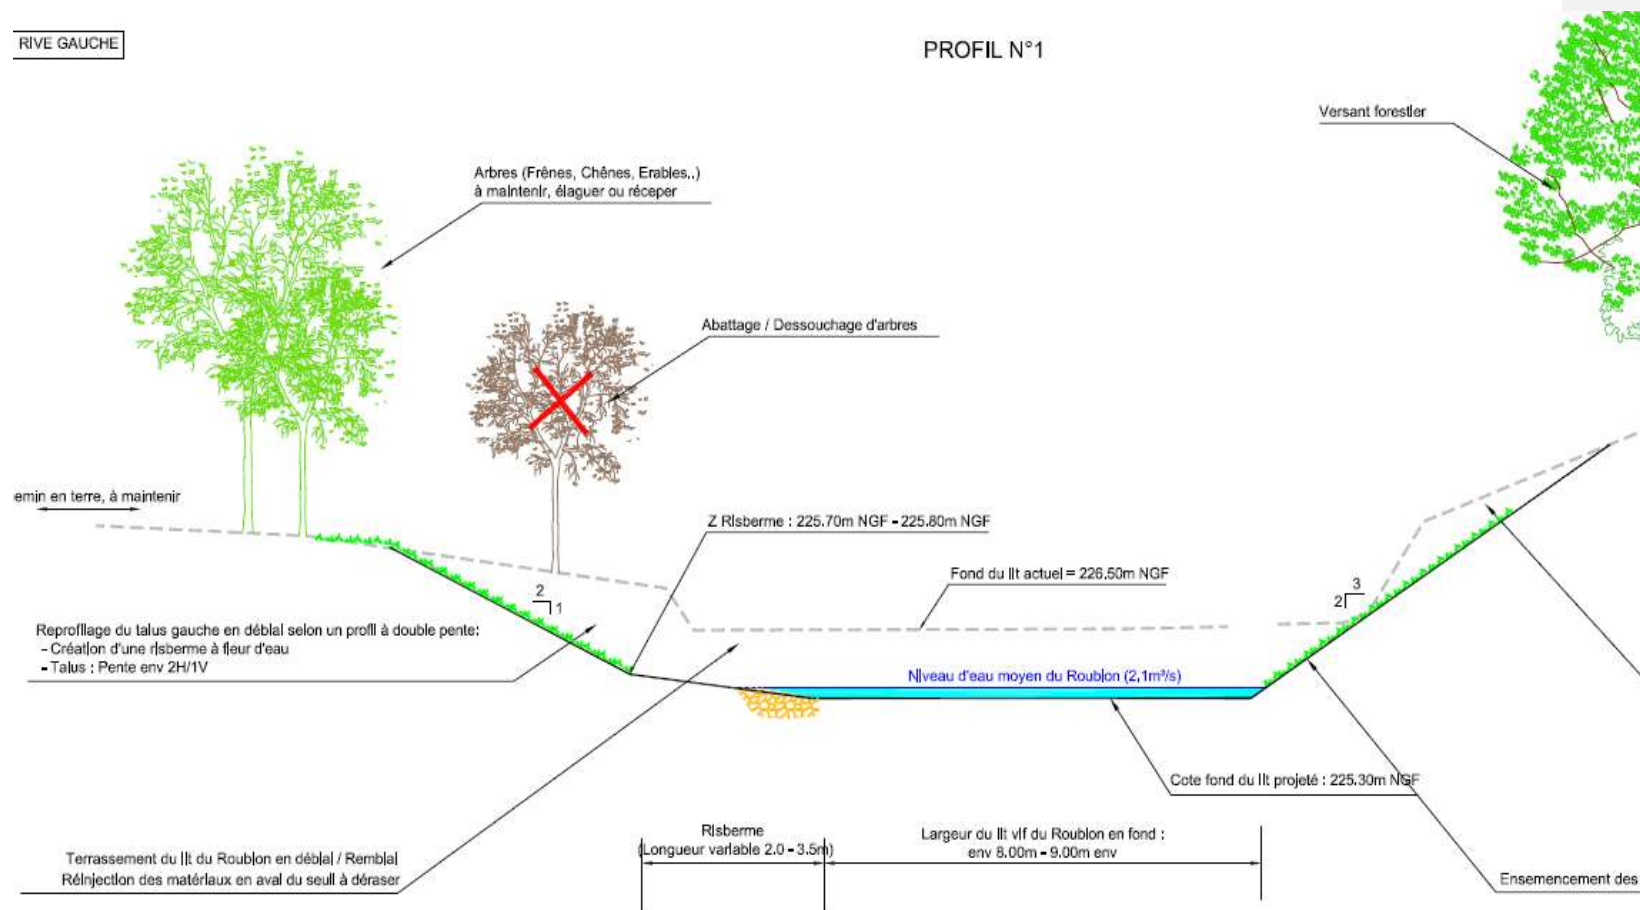 RIVE GAUCHE
PROFIL N°1
Versant forestier
Arbres (Frênes, Chênes, Erables..)
à maintenir, élaguer ou réceper
Abattage / Dessouchage d'arbres
emin en terre, à maintenir
Z Risberme : 225.70m NGF - 225.80m NGF
Fond du lit actuel = 226.50m NGF
2
1
3
2
Reprofilage du talus gauche en déblai selon un profil à double pente:
- Création d'une risberme à fleur d'eau
- Talus : Pente env 2H/1V
Niveau d'eau moyen du Roubion (2,1m³/s)
Cote fond du lit projeté : 225.30m NGF
Risberme
(Longueur variable 2.0 - 3.5m)
Largeur du lit vif du Roubion en fond :
env 8.00m - 9.00m env
Terrassement du lit du Roubion en déblai / Remblai
Réinjection des matériaux en aval du seuil à déraser
Ensemencement des